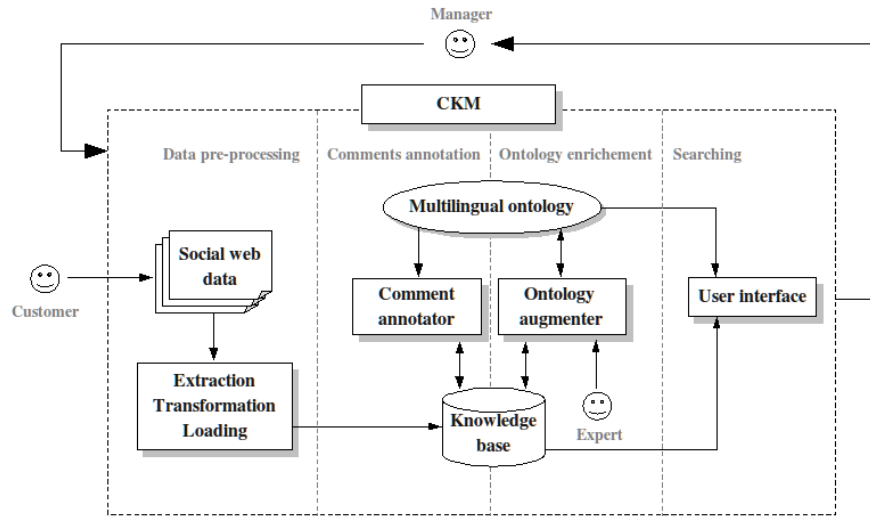 Manager
CKM
Data pre-processing
Comments annotation
Ontology enrichement
Searching
Multilingual ontology
Social web
data
Customer
Comment
annotator
Ontology
augmenter
User interface
Extraction
Transformation
Loading
Knowledge
base
Expert